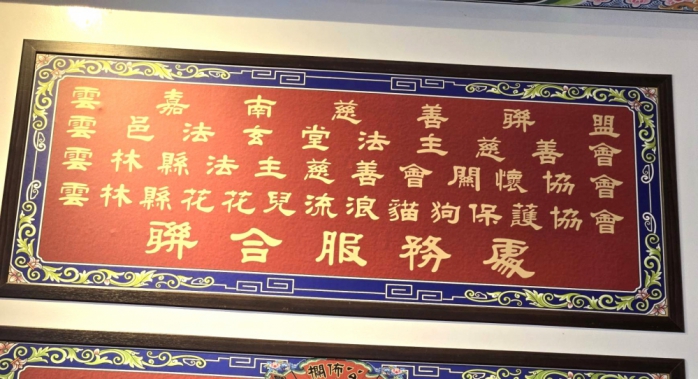 雲嘉南慈善聯盟
雲邑法玄堂法主慈善會
雲林縣法主慈善會關懷協會
雲林縣花花兒流浪貓狗保護協會
聯合服務處
佈欄